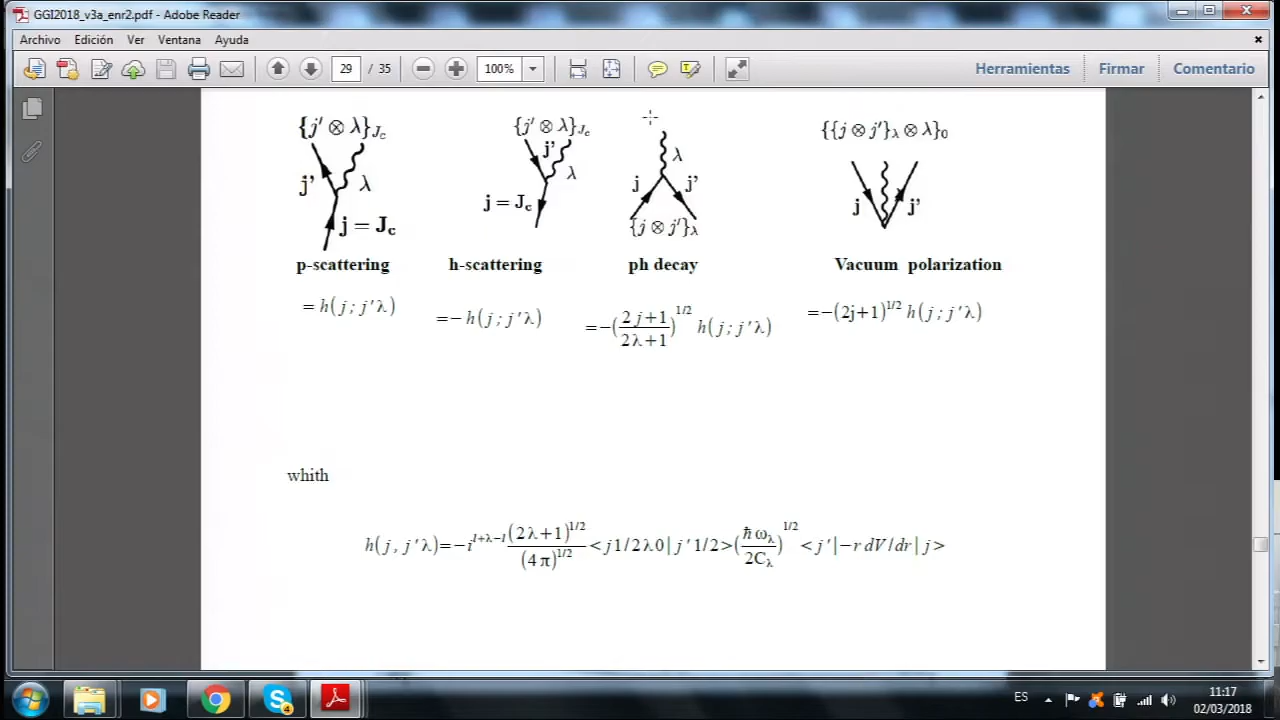 GGI2018_v3a_enr2.pdf - Adobe Reader
Archivo Edición Ver Ventana Ayuda
29 / 35 100% Herramientas Firmar Comentario
{j′ ⊗ λ}Jc {j′ ⊗ λ}Jc {{j ⊗ j′}λ ⊗ λ}0
j' λ j = Jc
j' λ j = Jc
λ j j'
{j ⊗ j′}λ
j j'
p-scattering h-scattering ph decay Vacuum polarization
=h(j;j'λ) =−h(j;j'λ) =−(2j+1/2λ+1)^1/2 h(j;j'λ) =−(2j+1)^1/2 h(j;j'λ)
whith
h(j,j'λ)=−i^l+λ−l (2λ+1)^1/2/(4π)^1/2 <j1/2λ0|j'1/2>(ħωλ/2Cλ)^1/2 <j'|−r dV/dr|j>
4
ES 11:17
02/03/2018